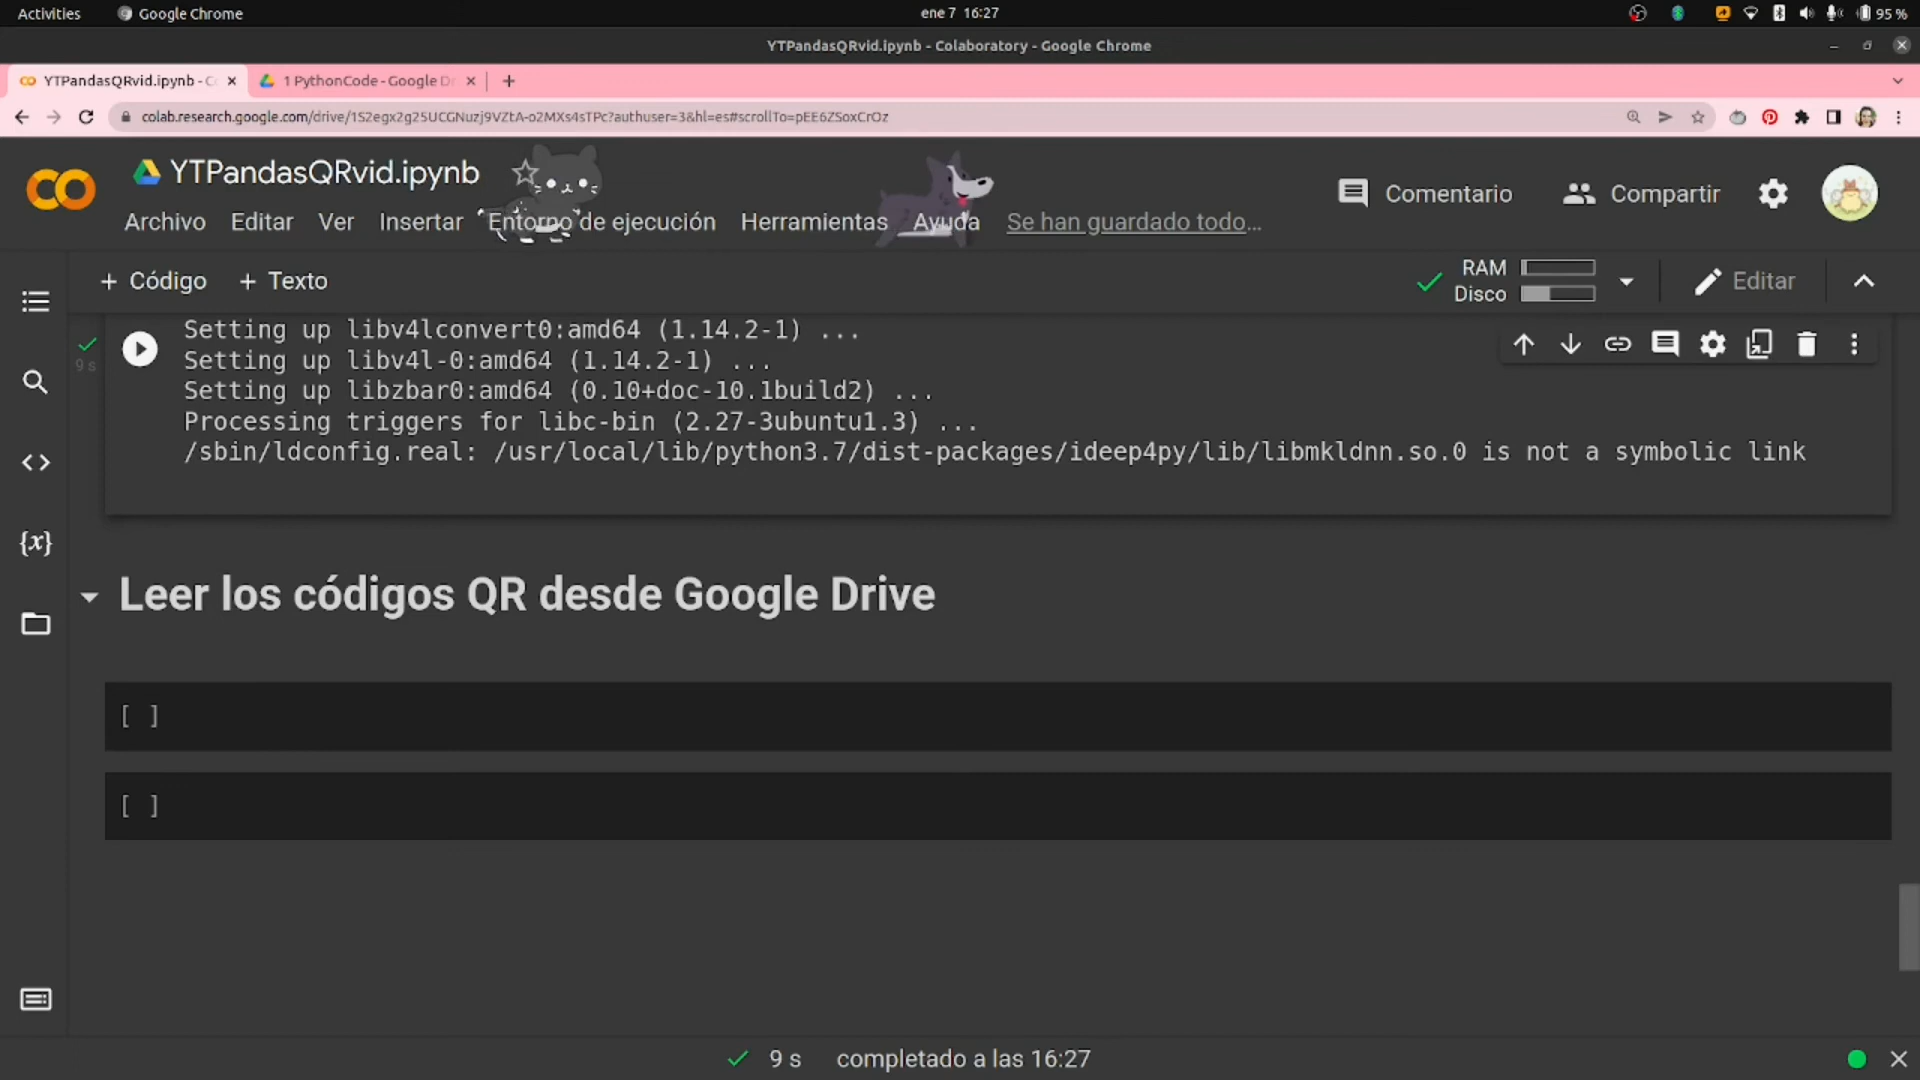 Activities
Google Chrome
ene 7 16:27
95 %
YTPandasQRvid.ipynb - Colaboratory - Google Chrome
YTPandasQRvid.ipynb - C
1 PythonCode - Google D
colab.research.google.com/drive/1S2egx2g25UCGNuzj9VZtA-o2MXs4sTPc?authuser=3&hl=es#scrollTo=pEE6ZSoxCrOz
YTPandasQRvid.ipynb
Comentario
Compartir
Archivo Editar Ver Insertar Entorno de ejecución Herramientas Ayuda Se han guardado todo...
+ Código + Texto
RAM
Disco
Editar
9 s
Setting up libv4lconvert0:amd64 (1.14.2-1) ...
Setting up libv4l-0:amd64 (1.14.2-1) ...
Setting up libzbar0:amd64 (0.10+doc-10.1build2) ...
Processing triggers for libc-bin (2.27-3ubuntu1.3) ...
/sbin/ldconfig.real: /usr/local/lib/python3.7/dist-packages/ideep4py/lib/libmkldnn.so.0 is not a symbolic link
{x}
Leer los códigos QR desde Google Drive
[ ]
[ ]
9 s completado a las 16:27